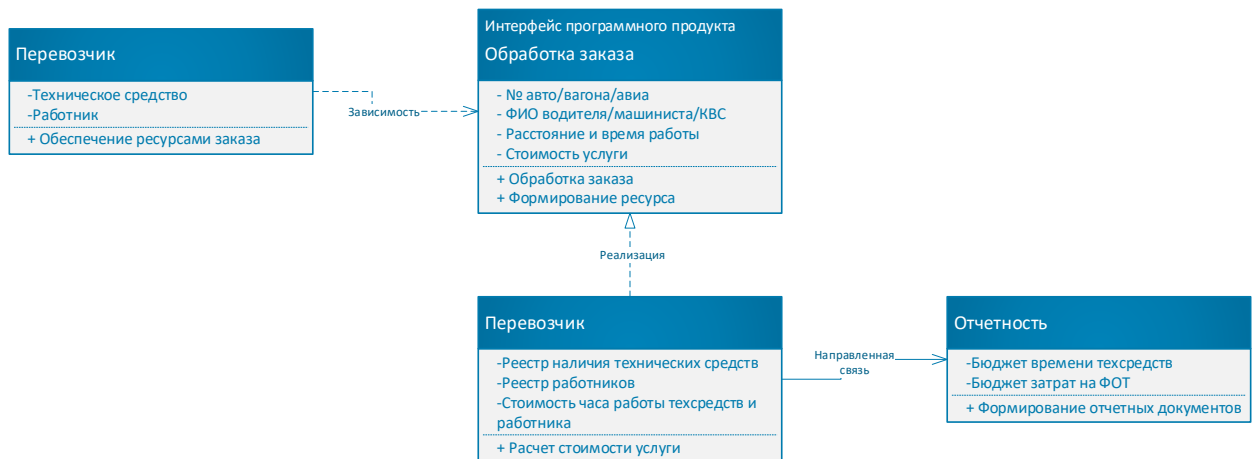 Перевозчик
-Техническое средство
-Работник
+ Обеспечение ресурсами заказа
Зависимость
Интерфейс программного продукта
Обработка заказа
- № авто/вагона/авиа
- ФИО водителя/машиниста/КВС
- Расстояние и время работы
- Стоимость услуги
+ Обработка заказа
+ Формирование ресурса
Реализация
Перевозчик
-Реестр наличия технических средств
-Реестр работников
-Стоимость часа работы техсредств и
работника
+ Расчет стоимости услуги
Направленная
связь
Отчетность
-Бюджет времени техсредств
-Бюджет затрат на ФОТ
+ Формирование отчетных документов